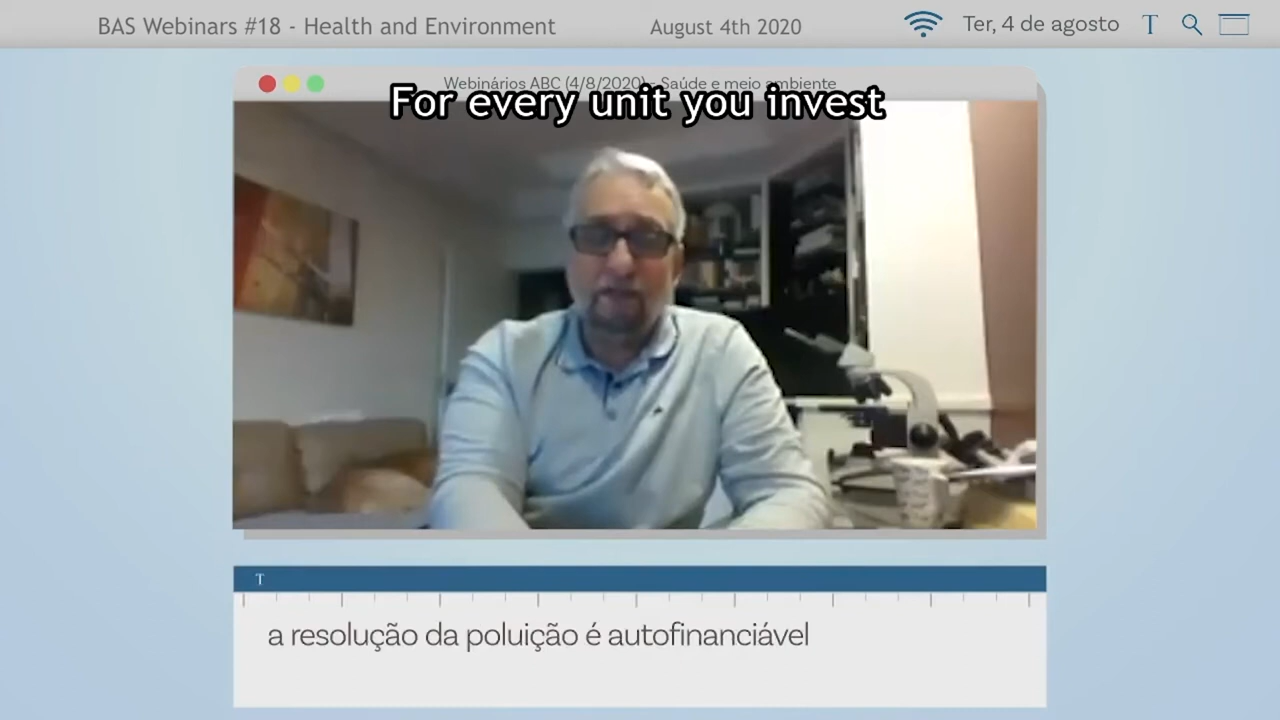 BAS Webinars #18 - Health and Environment
August 4th 2020
Ter, 4 de agosto
T
Webinários ABC (4/8/2020) - Saúde e meio ambiente
For every unit you invest
T
a resolução da poluição é autofinanciável